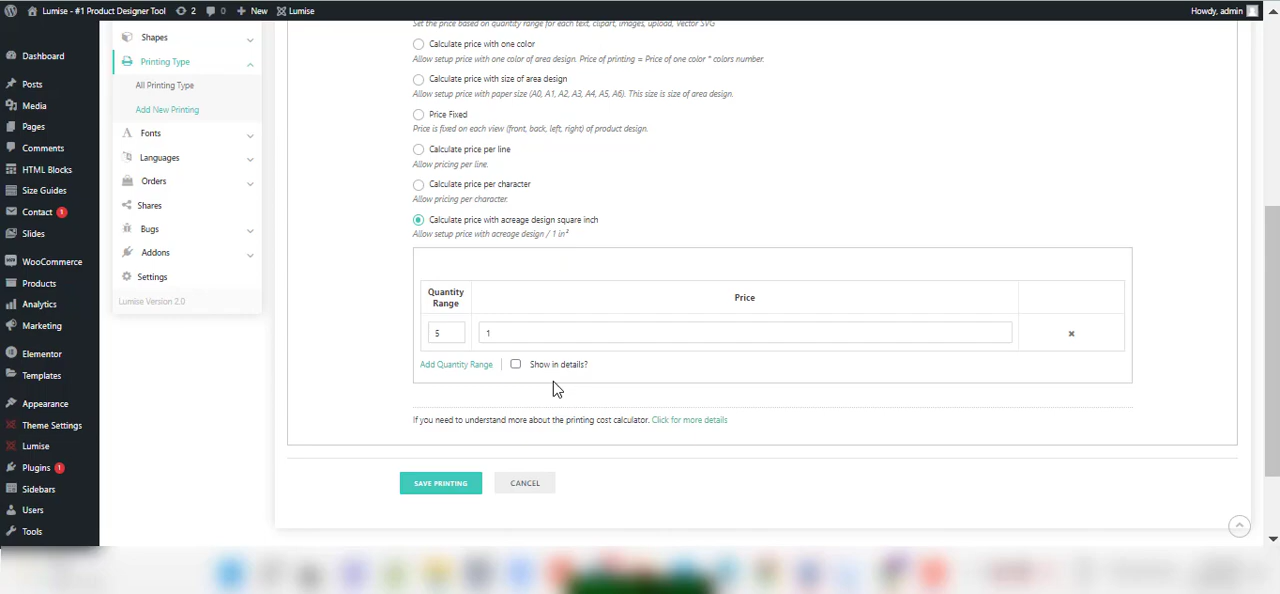 Lumise - #1 Product Designer Tool 2 0 New Lumise Howdy, admin
Dashboard
Posts
Media
Pages
Comments
HTML Blocks
Size Guides
Contact 1
Slides
WooCommerce
Products
Analytics
Marketing
Elementor
Templates
Appearance
Theme Settings
Lumise
Plugins 1
Sidebars
Users
Tools
Shapes
Printing Type
All Printing Type
Add New Printing
Fonts
Languages
Orders
Shares
Bugs
Addons
Settings
Lumise Version 2.0
Set the price based on quantity range for each text, clipart, images, upload, Vector SVG
Calculate price with one color
Allow setup price with one color of area design. Price of printing = Price of one color * colors number.
Calculate price with size of area design
Allow setup price with paper size (A0, A1, A2, A3, A4, A5, A6). This size is size of area design.
Price Fixed
Price is fixed on each view (front, back, left, right) of product design.
Calculate price per line
Allow pricing per line.
Calculate price per character
Allow pricing per character.
Calculate price with acreage design square inch
Allow setup price with acreage design / 1 in²
Quantity
Range
Price
5 1
Add Quantity Range Show in details?
If you need to understand more about the printing cost calculator. Click for more details
SAVE PRINTING CANCEL